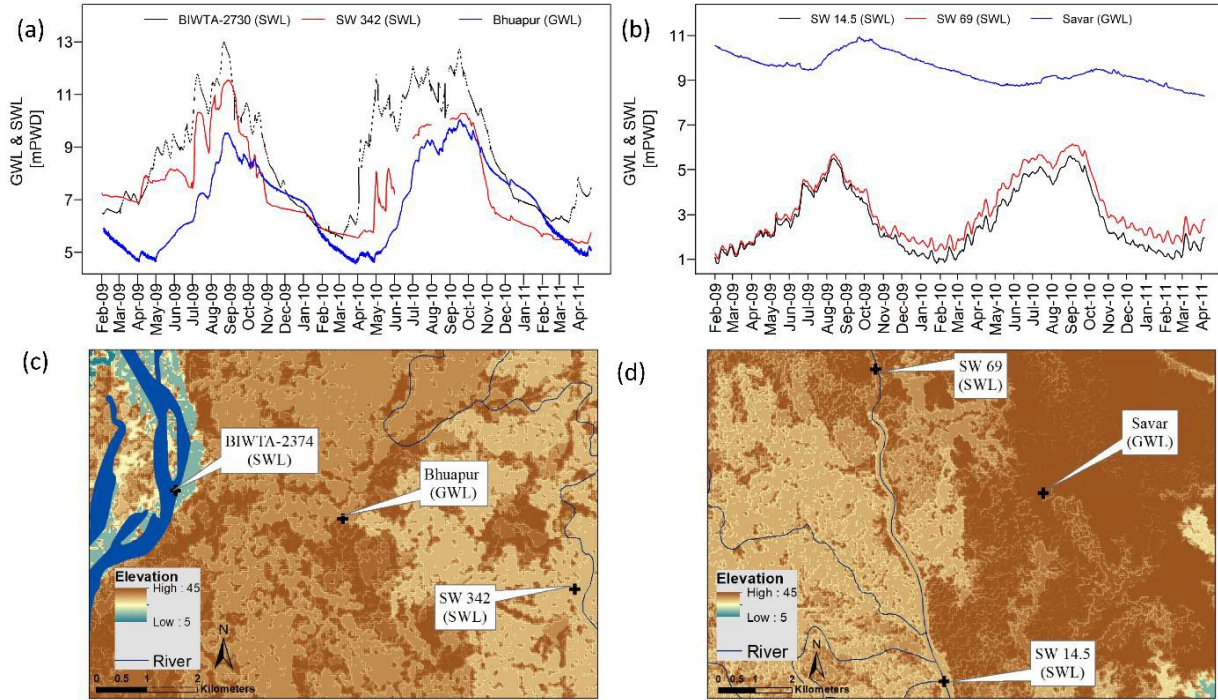 (a)
BIWTA-2730 (SWL) SW 342 (SWL) Bhuapur (GWL)
GWL & SWL
[mPWD]
13
11
9
7
5
Feb-09
Mar-09
Apr-09
May-09
Jun-09
Jul-09
Aug-09
Sep-09
Oct-09
Nov-09
Dec-09
Jan-10
Feb-10
Mar-10
Apr-10
May-10
Jun-10
Jul-10
Aug-10
Sep-10
Oct-10
Nov-10
Dec-10
Jan-11
Feb-11
Mar-11
Apr-11
(b)
SW 14.5 (SWL) SW 69 (SWL) Savar (GWL)
GWL & SWL
[mPWD]
11
9
7
5
3
1
Feb-09
Mar-09
Apr-09
May-09
Jun-09
Jul-09
Aug-09
Sep-09
Oct-09
Nov-09
Dec-09
Jan-10
Feb-10
Mar-10
Apr-10
May-10
Jun-10
Jul-10
Aug-10
Sep-10
Oct-10
Nov-10
Dec-10
Jan-11
Feb-11
Mar-11
Apr-11
(c)
BIWTA-2374
(SWL)
Bhuapur
(GWL)
SW 342
(SWL)
Elevation
High : 45
Low : 5
River
N
0 0.5 1 2
Kilometers
(d)
SW 69
(SWL)
Savar
(GWL)
SW 14.5
(SWL)
Elevation
High : 45
Low : 5
River
N
0 0.5 1 2
Kilometers